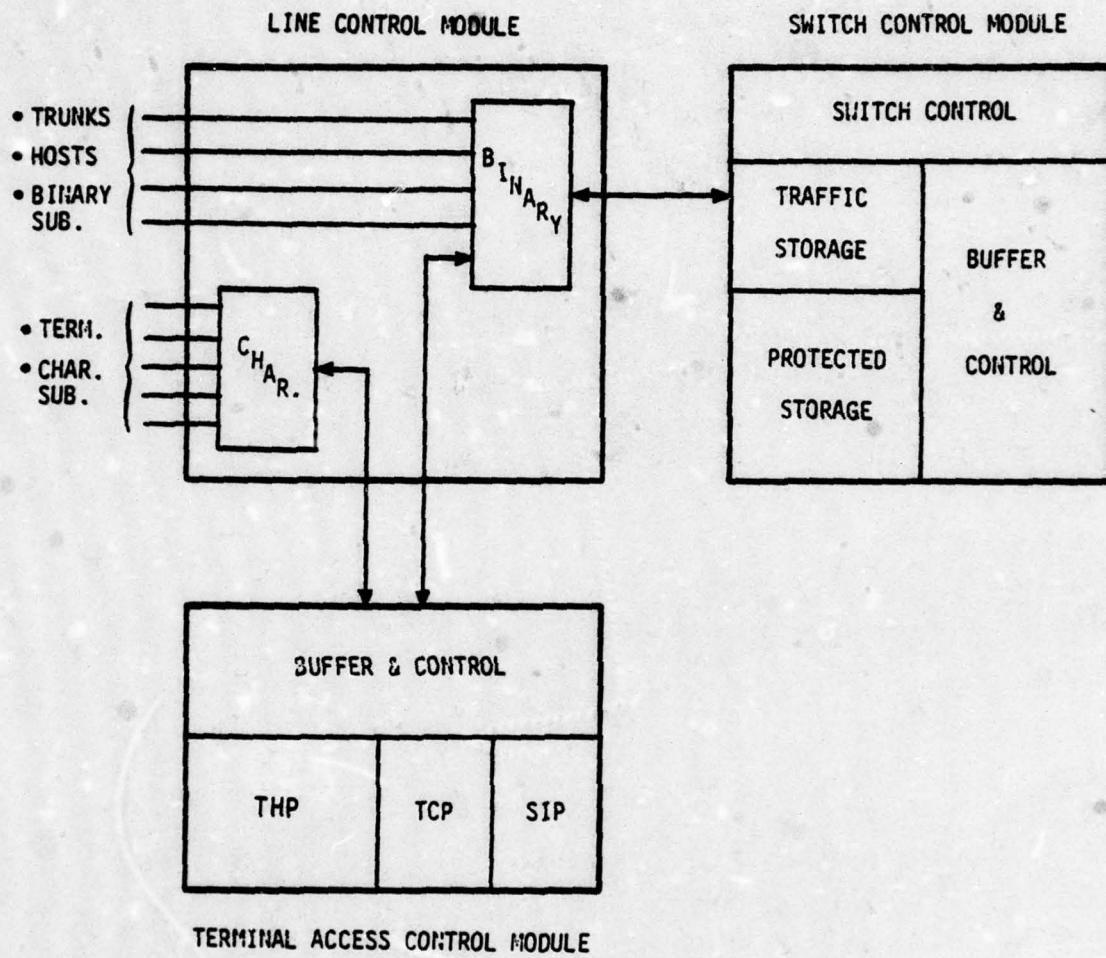 LINE CONTROL MODULE
SWITCH CONTROL MODULE
• TRUNKS
• HOSTS
• BINARY
SUB.
BINARY
• TERM.
• CHAR.
SUB.
CHAR.
SWITCH CONTROL
TRAFFIC
STORAGE
PROTECTED
STORAGE
BUFFER
&
CONTROL
BUFFER & CONTROL
THP
TCP
SIP
TERMINAL ACCESS CONTROL MODULE